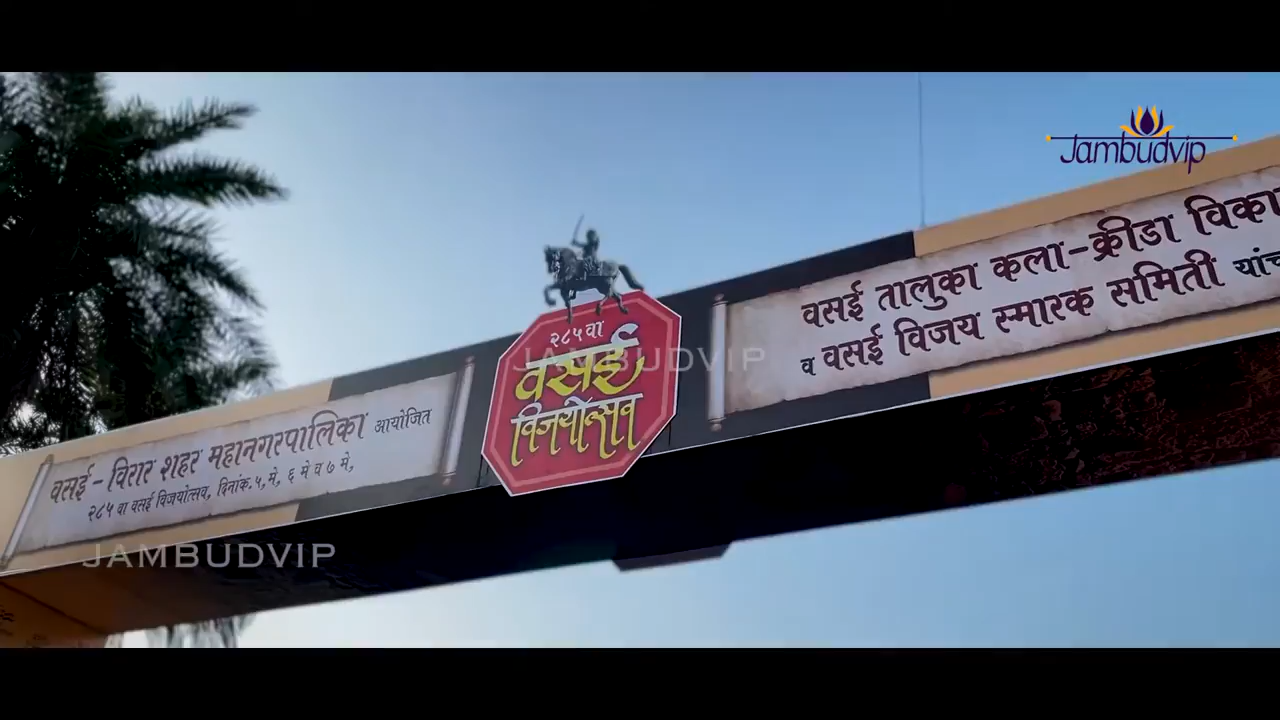 Jambudvip
वसई – विरार शहर महानगरपालिका आयोजित
२८५ वा वसई विजयोत्सव, दिनांक.५,मे, ६ मे व ७ मे,
२८५ वा
वसई
विजयोत्सव
वसई तालुका कला-क्रीडा
व वसई विजय स्मारक समिती
JAMBUDVIP
JAMBUDVIP